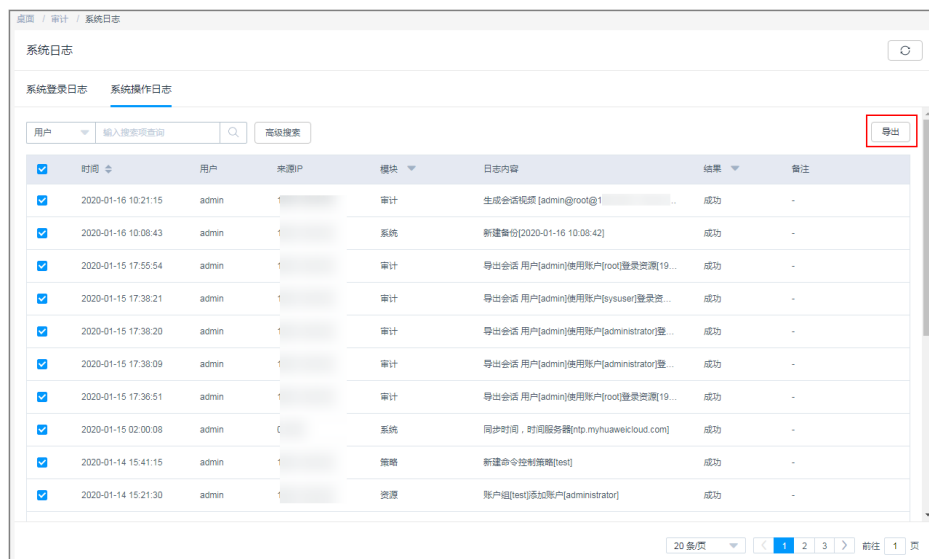 桌面 / 审计 / 系统日志
系统日志
系统登录日志 系统操作日志
用户 输入搜索项查询 高级搜索 导出
时间 用户 来源IP 模块 日志内容 结果 备注
2020-01-16 10:21:15 admin 1 审计 生成会话视频 [admin@root@1 ... 成功 -
2020-01-16 10:08:43 admin 1 系统 新建备份[2020-01-16 10:08:42] 成功 -
2020-01-15 17:55:54 admin 1 审计 导出会话 用户[admin]使用账户[root]登录资源[19... 成功 -
2020-01-15 17:38:21 admin 1 审计 导出会话 用户[admin]使用账户[sysuser]登录资... 成功 -
2020-01-15 17:38:20 admin 1 审计 导出会话 用户[admin]使用账户[administrator]登... 成功 -
2020-01-15 17:38:09 admin 1 审计 导出会话 用户[admin]使用账户[administrator]登... 成功 -
2020-01-15 17:36:51 admin 1 审计 导出会话 用户[admin]使用账户[root]登录资源[19... 成功 -
2020-01-15 02:00:08 admin 系统 同步时间，时间服务器[ntp.myhuaweicloud.com] 成功 -
2020-01-14 15:41:15 admin 1 策略 新建命令控制策略[test] 成功 -
2020-01-14 15:21:30 admin 1 资源 账户组[test]添加账户[administrator] 成功 -
20 条/页 1 2 3 前往 1 页